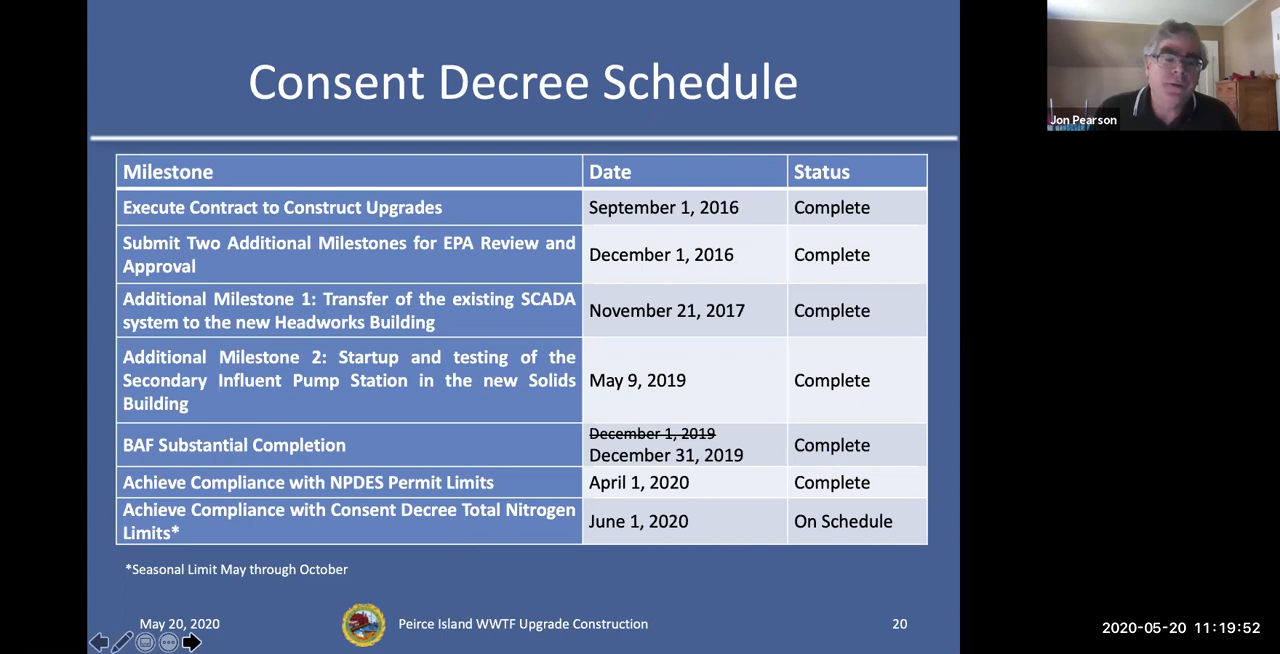 Consent Decree Schedule
Jon Pearson
Milestone Date Status
Execute Contract to Construct Upgrades September 1, 2016 Complete
Submit Two Additional Milestones for EPA Review and
Approval
December 1, 2016 Complete
Additional Milestone 1: Transfer of the existing SCADA
system to the new Headworks Building
November 21, 2017 Complete
Additional Milestone 2: Startup and testing of the
Secondary Influent Pump Station in the new Solids
Building
May 9, 2019 Complete
BAF Substantial Completion
December 1, 2019
December 31, 2019
Complete
Achieve Compliance with NPDES Permit Limits April 1, 2020 Complete
Achieve Compliance with Consent Decree Total Nitrogen
Limits*
June 1, 2020 On Schedule
*Seasonal Limit May through October
May 20, 2020 Peirce Island WWTF Upgrade Construction 20
2020-05-20 11:19:52